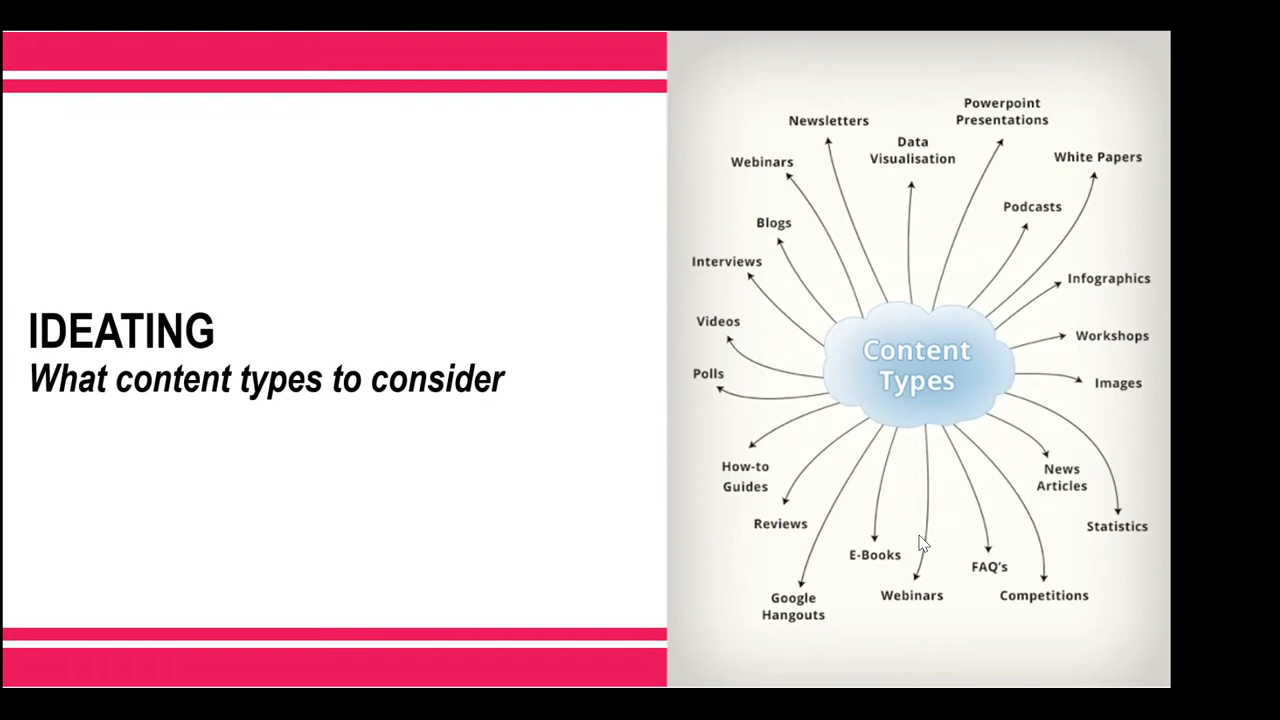 IDEATING
What content types to consider
Newsletters
Powerpoint
Presentations
Data
Visualisation
Webinars
White Papers
Podcasts
Blogs
Interviews
Infographics
Videos
Workshops
Polls
Images
Content
Types
How-to
Guides
News
Articles
Reviews
Statistics
E-Books
FAQ's
Google
Hangouts
Webinars
Competitions